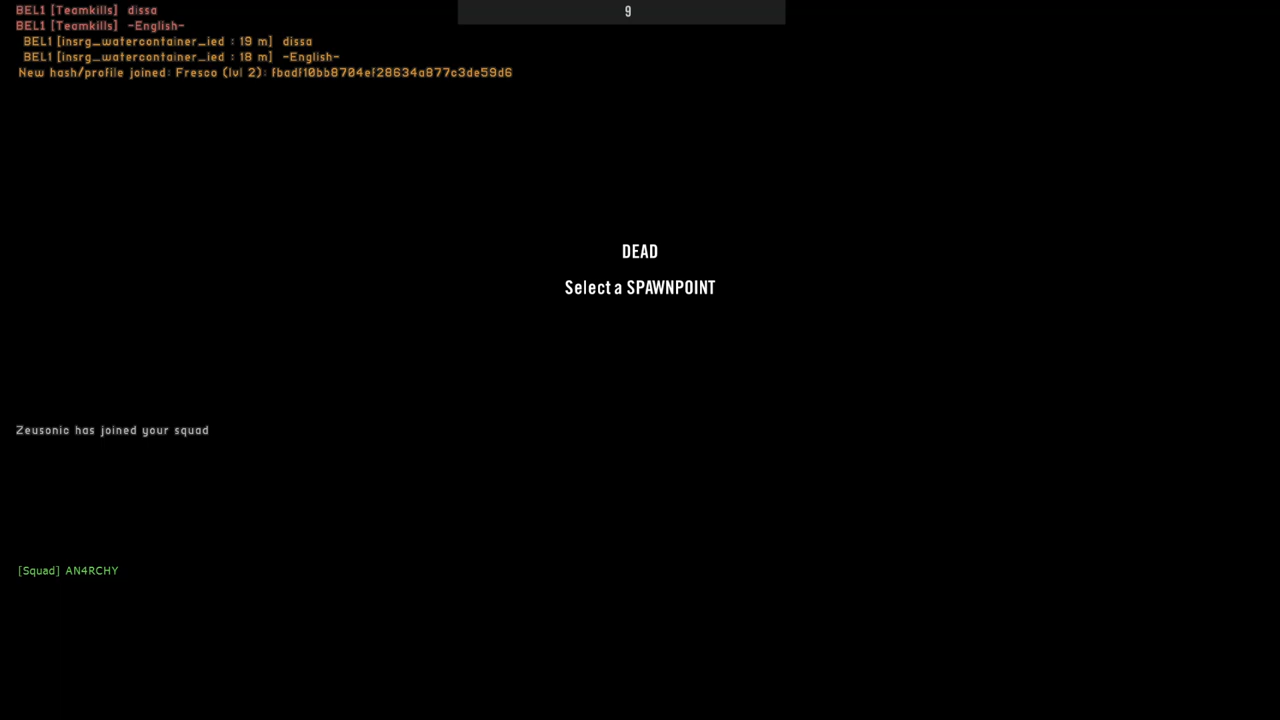 BEL1 [Teamkills] dissa
9
BEL1 [Teamkills] -English-
BEL1 [insrg_watercontainer_ied : 19 m] dissa
BEL1 [insrg_watercontainer_ied : 18 m] -English-
New hash/profile joined: Fresco (lvl 2): fbadf10bb8704ef28634a877c3de59d6
DEAD
Select a SPAWNPOINT
Zeusonic has joined your squad
[Squad] AN4RCHY